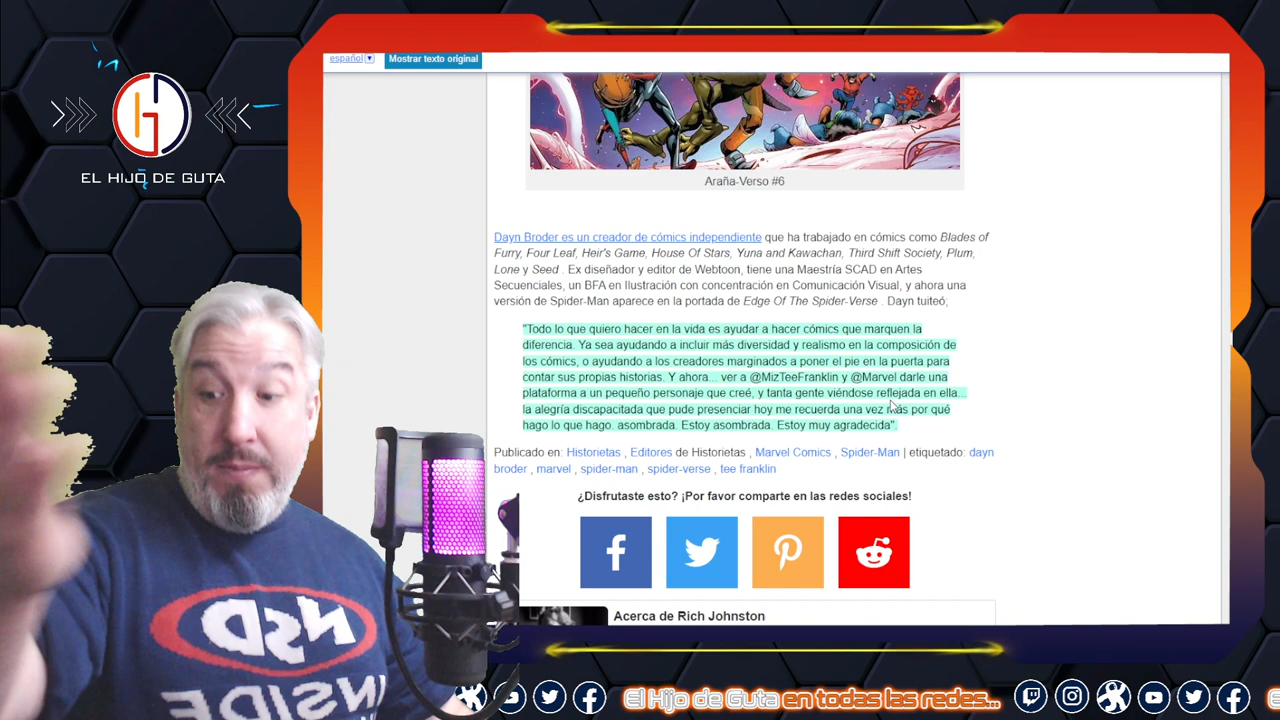 español
Mostrar texto original
EL HIJO DE GUTA
Araña-Verso #6
Dayn Broder es un creador de cómics independiente que ha trabajado en cómics como Blades of
Furry, Four Leaf, Heir's Game, House Of Stars, Yuna and Kawachan, Third Shift Society, Plum,
Lone y Seed . Ex diseñador y editor de Webtoon, tiene una Maestría SCAD en Artes
Secuenciales, un BFA en Ilustración con concentración en Comunicación Visual, y ahora una
versión de Spider-Man aparece en la portada de Edge Of The Spider-Verse . Dayn tuiteó;
"Todo lo que quiero hacer en la vida es ayudar a hacer cómics que marquen la
diferencia. Ya sea ayudando a incluir más diversidad y realismo en la composición de
los cómics, o ayudando a los creadores marginados a poner el pie en la puerta para
contar sus propias historias. Y ahora... ver a @MizTeeFranklin y @Marvel darle una
plataforma a un pequeño personaje que creé, y tanta gente viéndose reflejada en ella...
la alegría discapacitada que pude presenciar hoy me recuerda una vez más por qué
hago lo que hago. asombrada. Estoy asombrada. Estoy muy agradecida".
Publicado en: Historietas , Editores de Historietas , Marvel Comics , Spider-Man | etiquetado: dayn
broder , marvel , spider-man , spider-verse , tee franklin
¿Disfrutaste esto? ¡Por favor comparte en las redes sociales!
Acerca de Rich Johnston
NSD
INSIDE
El Hijo de Guta en todas las redes...